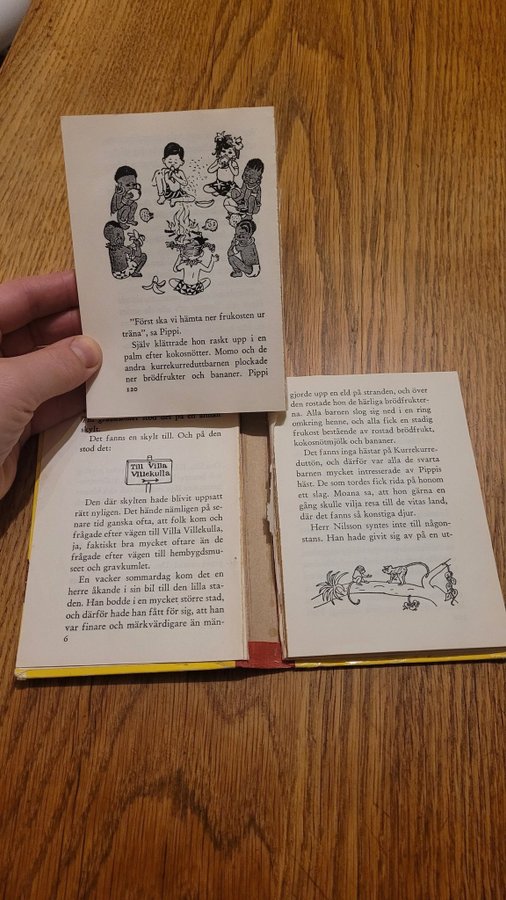 "Först ska vi hämta ner frukosten ur
träna", sa Pippi.
Själv klättrade hon raskt upp i en
palm efter kokosnötter. Momo och de
andra kurrekurreduttbarnen plockade
ner brödfrukter och bananer. Pippi
120
skylt.
Det fanns en skylt till. Och på den
stod det:
Till Villa
Villekulla
Den där skylten hade blivit uppsatt
rätt nyligen. Det hände nämligen på se-
nare tid ganska ofta, att folk kom och
frågade efter vägen till Villa Villekulla.
ja, faktiskt bra mycket oftare än de
frågade efter vägen till hembygdsmu-
seet och gravkumlet.
En vacker sommardag kom det en
herre åkande i sin bil till den lilla sta-
den. Han bodde i en mycket större stad,
och därför hade han fått för sig, att han
var finare och märkvärdigare än män-
6
gjorde upp en eld på stranden, och över
den rostade hon de härliga brödfrukter-
na. Alla barnen slog sig ned i en ring
omkring henne, och alla fick en stadig
frukost bestående av rostad brödfrukt,
kokosnötmjölk och bananer.
Det fanns inga hästar på Kurrekurre-
duttön, och därför var alla de svarta
barnen mycket intresserade av Pippis
häst. De som tordes fick rida på honom
ett slag. Moana sa, att hon gärna en
gång skulle vilja resa till de vita land,
där det fanns så konstiga djur.
Herr Nilsson syntes inte till någon-
stans. Han hade givit sig av på en ut-